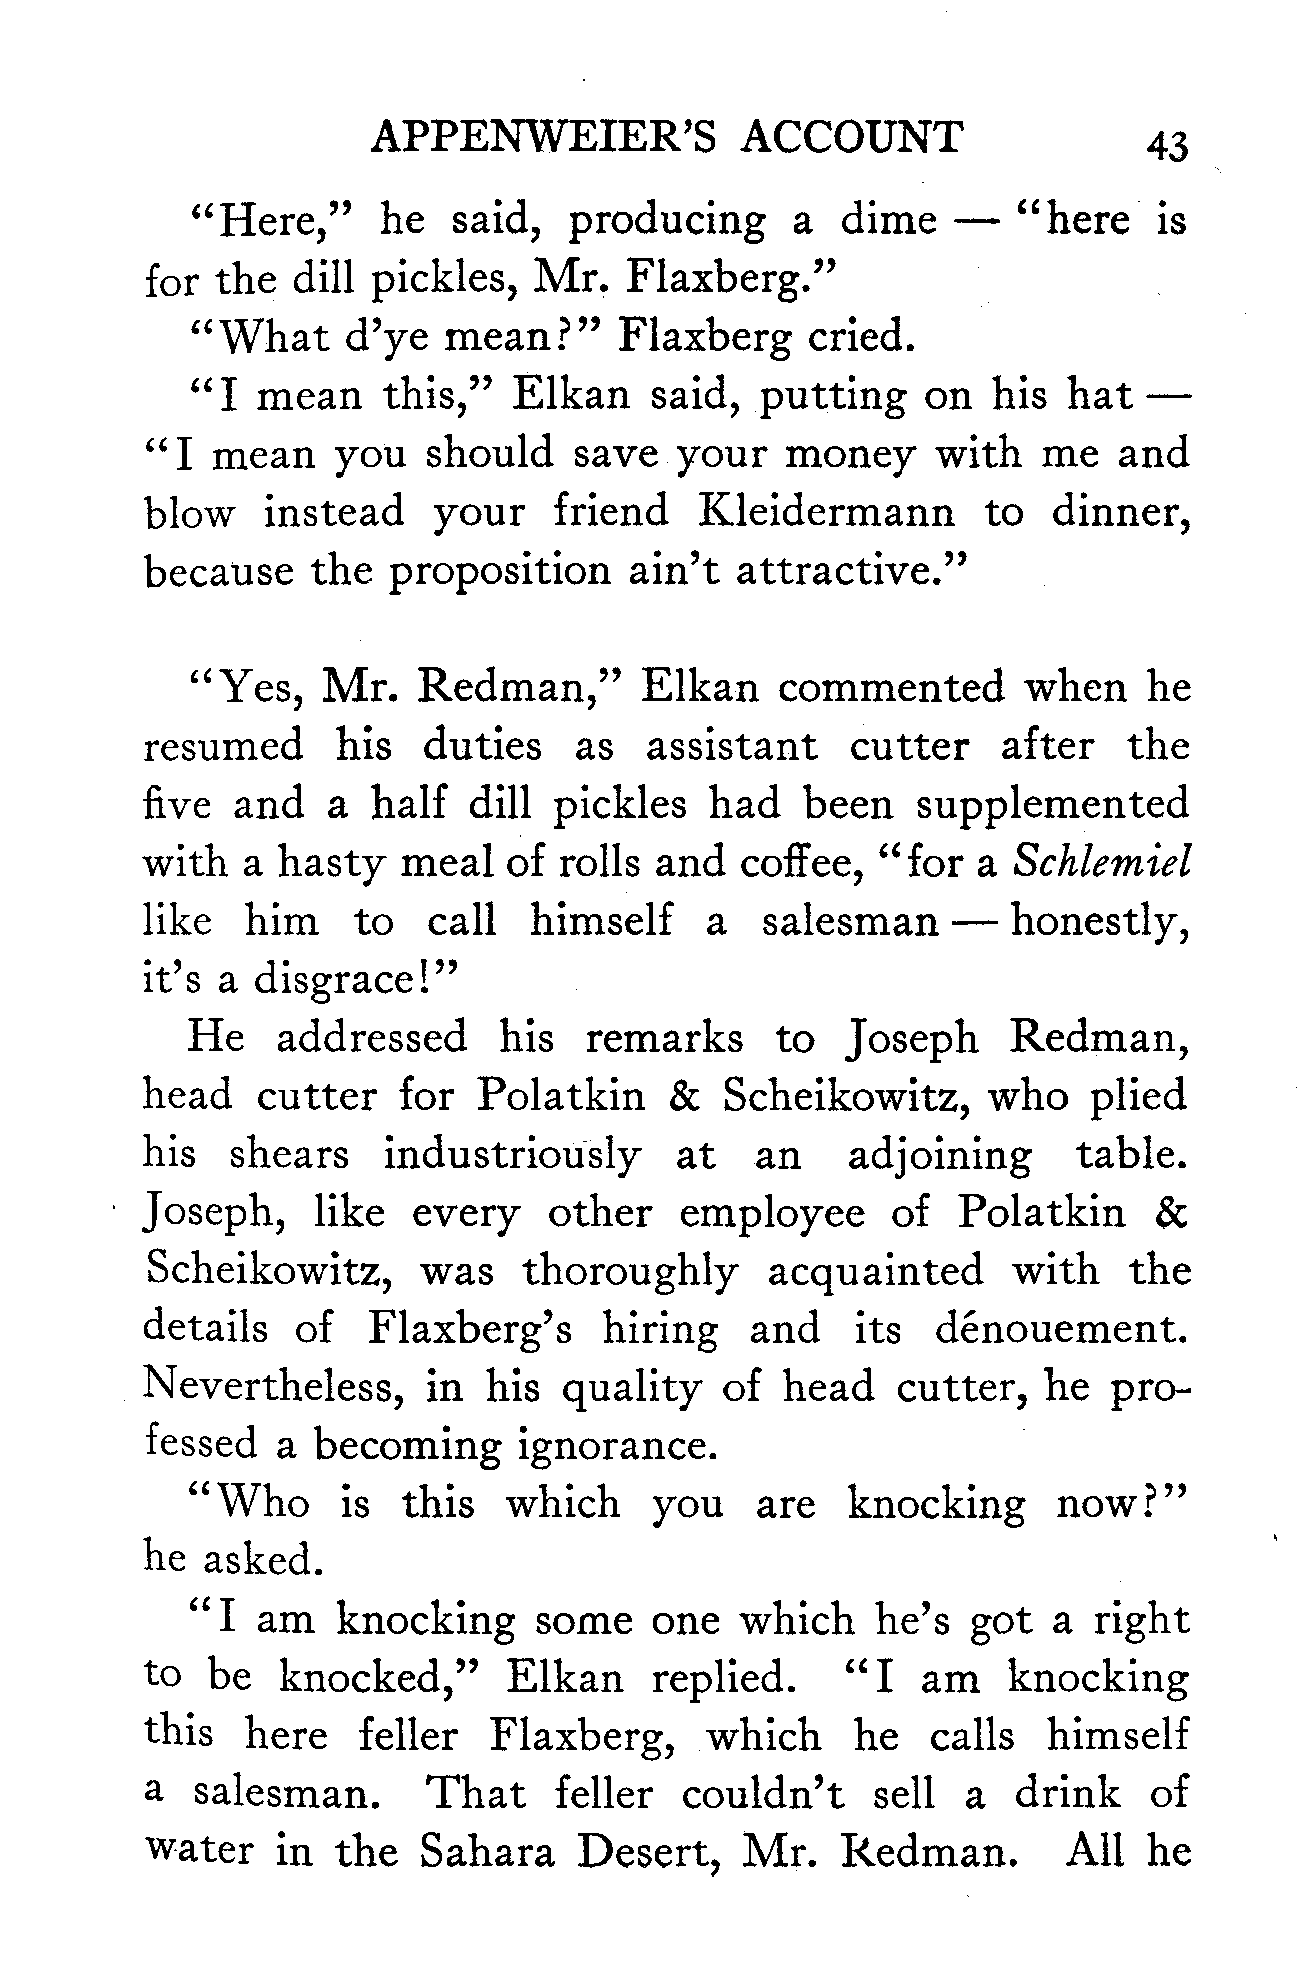 APPENWEIER'S ACCOUNT 43
“Here,” he said, producing a dime — “here is
for the dill pickles, Mr. Flaxberg.”
“What d’ye mean?” Flaxberg cried.
“I mean this,” Elkan said, putting on his hat —
“I mean you should save your money with me and
blow instead your friend Kleidermann to dinner,
because the proposition ain’t attractive.”
“Yes, Mr. Redman,” Elkan commented when he
resumed his duties as assistant cutter after the
five and a half dill pickles had been supplemented
with a hasty meal of rolls and coffee, “for a Schlemiel
like him to call himself a salesman — honestly,
it’s a disgrace!”
He addressed his remarks to Joseph Redman,
head cutter for Polatkin & Scheikowitz, who plied
his shears industriously at an adjoining table.
Joseph, like every other employee of Polatkin &
Scheikowitz, was thoroughly acquainted with the
details of Flaxberg’s hiring and its dénouement.
Nevertheless, in his quality of head cutter, he pro-
fessed a becoming ignorance.
“Who is this which you are knocking now?”
he asked.
“I am knocking some one which he’s got a right
to be knocked,” Elkan replied. “I am knocking
this here feller Flaxberg, which he calls himself
a salesman. That feller couldn’t sell a drink of
water in the Sahara Desert, Mr. Redman. All he